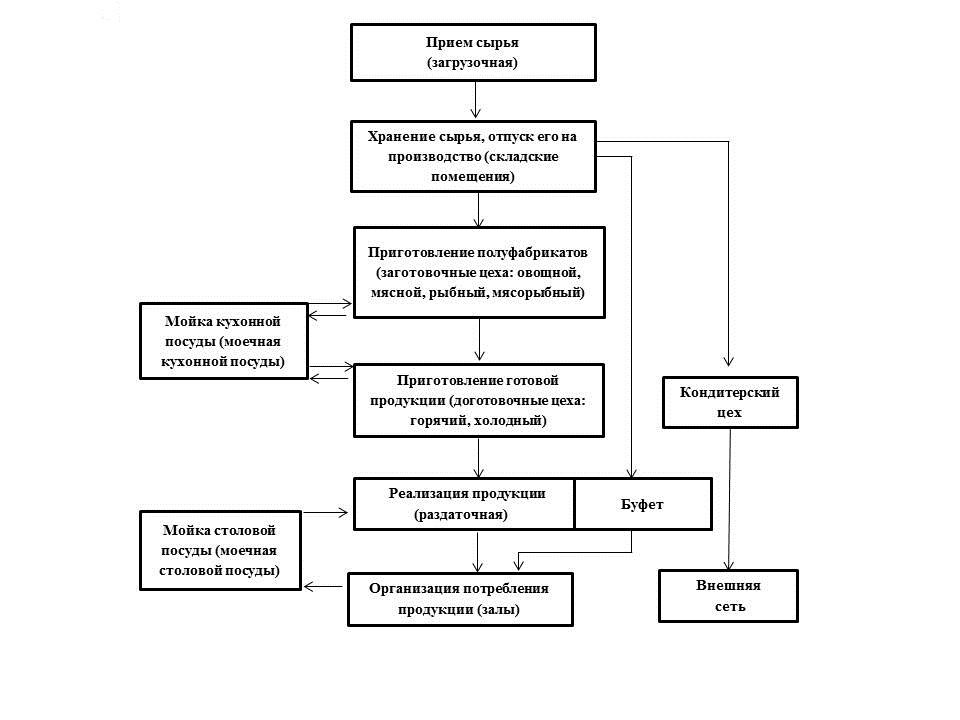 Прием сырья
(загрузочная)
Хранение сырья, отпуск его на
производство (складские
помещения)
Приготовление полуфабрикатов
(заготовочные цеха: овощной,
мясной, рыбный, мясорыбный)
Мойка кухонной
посуды (моечная
кухонной посуды)
Приготовление готовой
продукции (доготовочные цеха:
горячий, холодный)
Кондитерский
цех
Реализация продукции
(раздаточная)
Буфет
Мойка столовой
посуды (моечная
столовой посуды)
Организация потребления
продукции (залы)
Внешняя
сеть